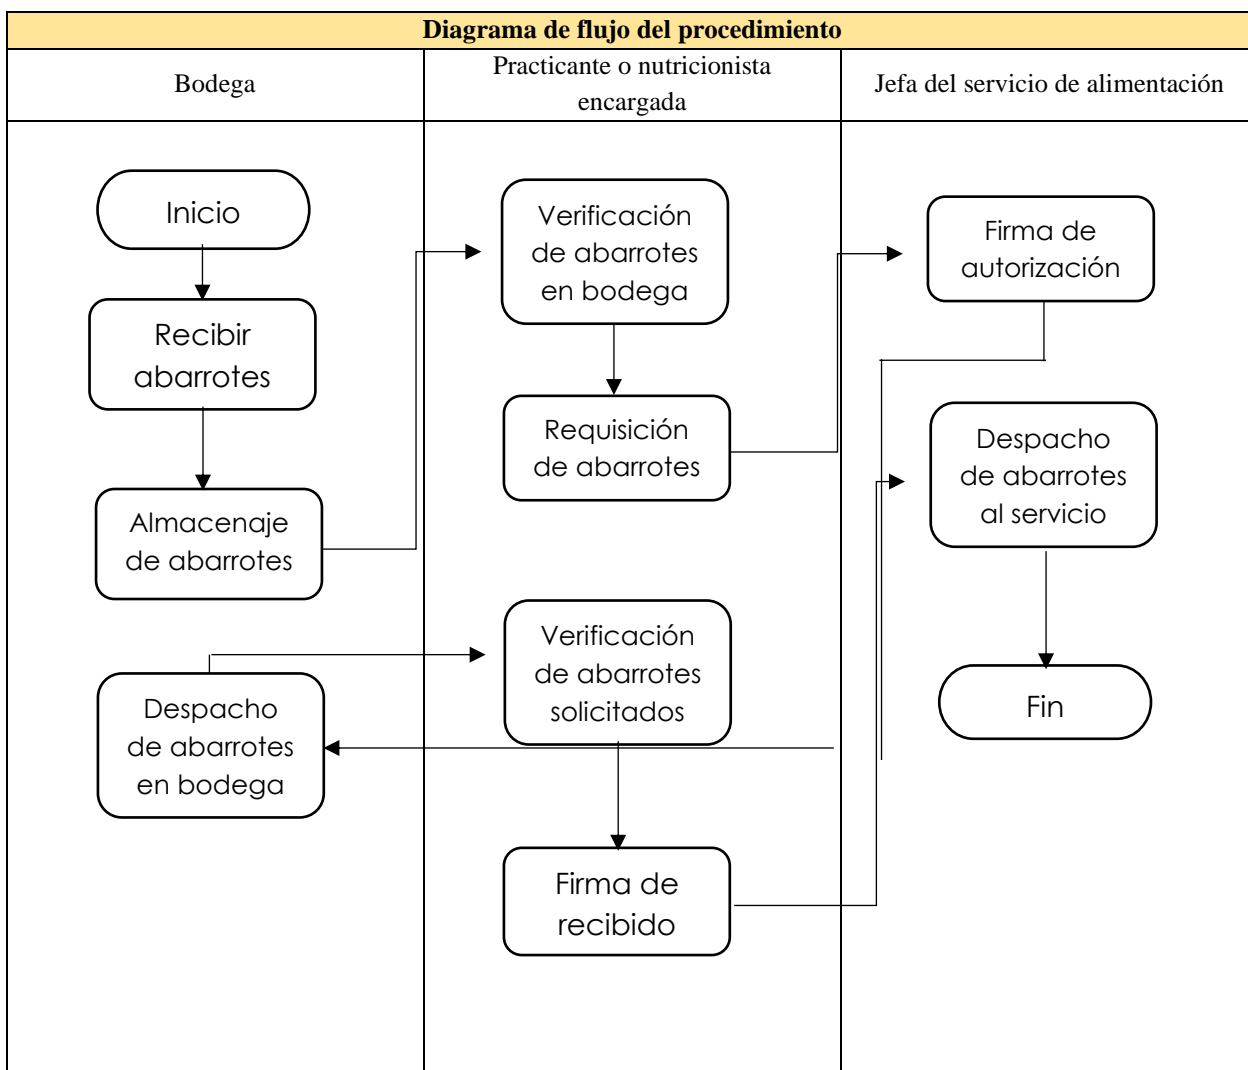 Diagrama de flujo del procedimiento
Bodega
Practicante o nutricionista
encargada
Jefa del servicio de alimentación
Inicio
Recibir
abarrotes
Almacenaje
de abarrotes
Despacho
de abarrotes
en bodega
Verificación
de abarrotes
en bodega
Requisición
de abarrotes
Verificación
de abarrotes
solicitados
Firma de
recibido
Firma de
autorización
Despacho
de abarrotes
al servicio
Fin